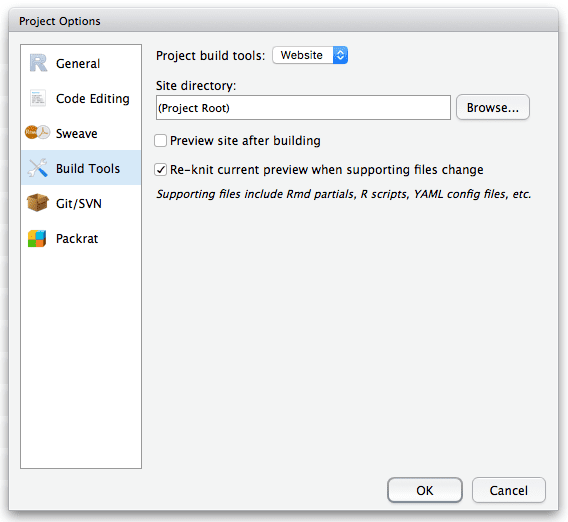 Project Options
General
Code Editing
Sweave
Build Tools
Git/SVN
Packrat
Project build tools: Website
Site directory:
(Project Root) Browse...
Preview site after building
Re-knit current preview when supporting files change
Supporting files include Rmd partials, R scripts, YAML config files, etc.
OK Cancel